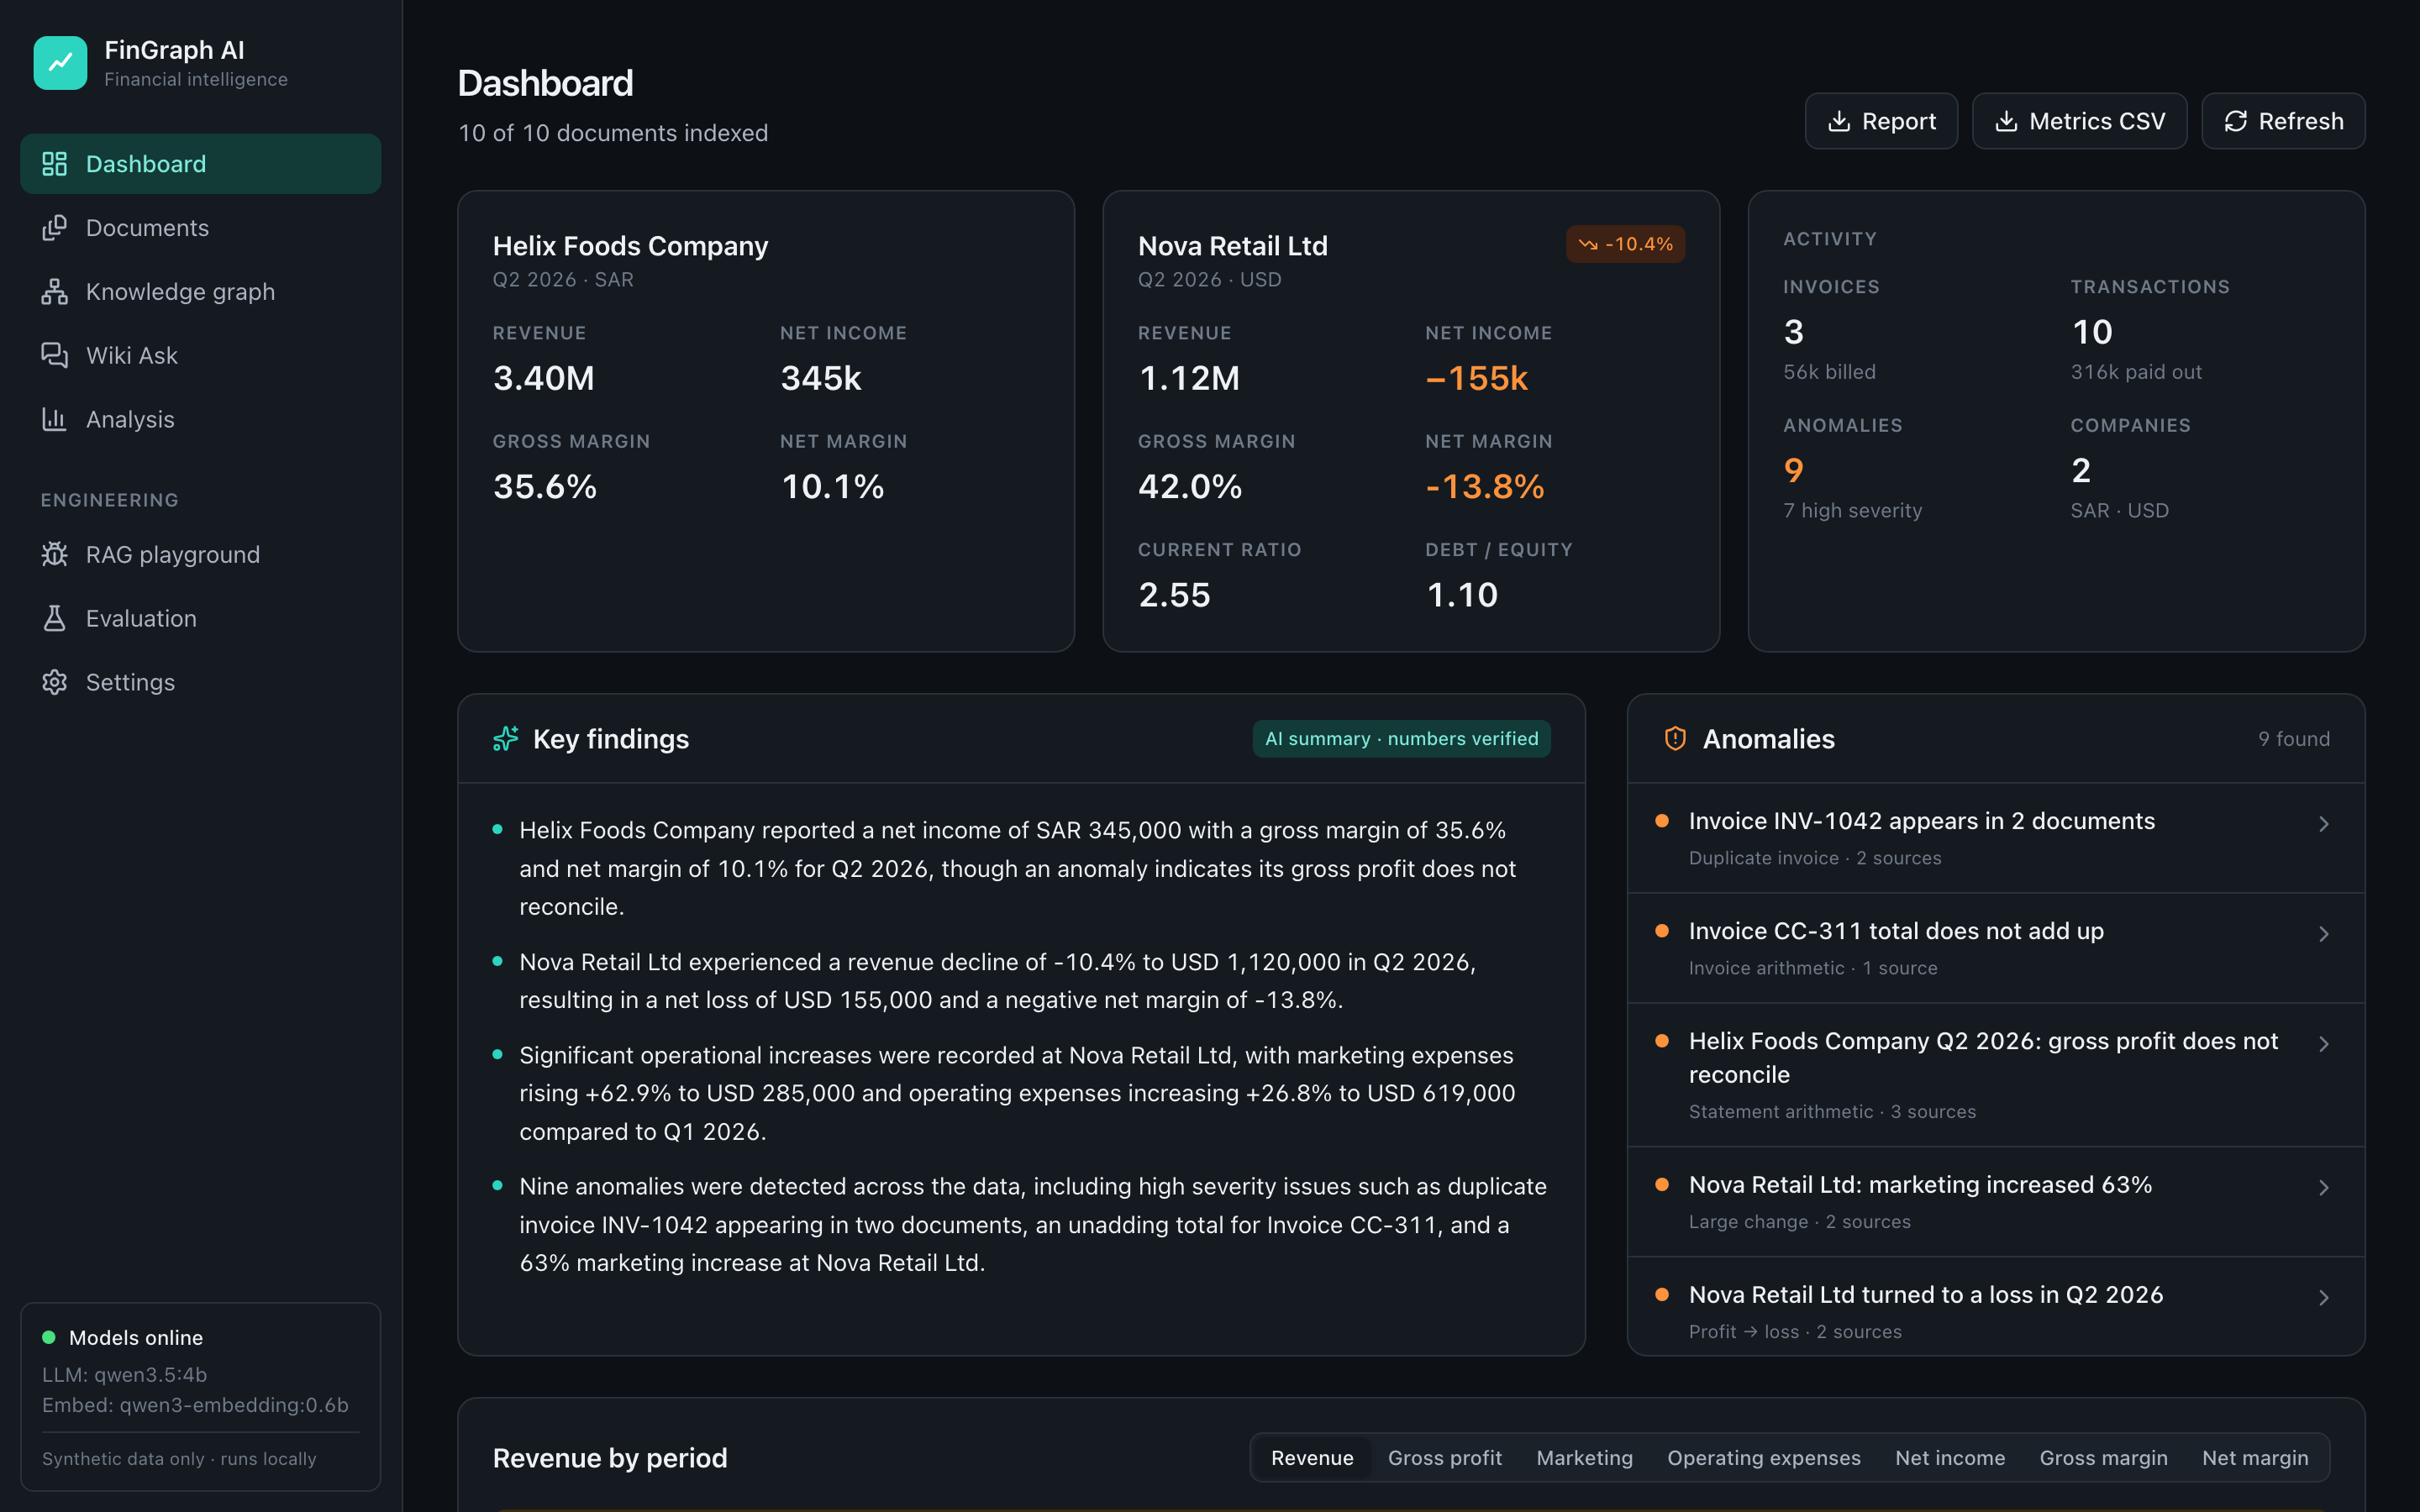 FinGraph AI
Financial intelligence
Dashboard
Documents
Knowledge graph
Wiki Ask
Analysis
ENGINEERING
RAG playground
Evaluation
Settings
Models online
LLM: qwen3.5:4b
Embed: qwen3-embedding:0.6b
Synthetic data only · runs locally
Dashboard
10 of 10 documents indexed
Report
Metrics CSV
Refresh
Helix Foods Company
Q2 2026 · SAR
REVENUE
NET INCOME
3.40M
345k
GROSS MARGIN
NET MARGIN
35.6%
10.1%
Nova Retail Ltd
-10.4%
Q2 2026 · USD
REVENUE
NET INCOME
1.12M
−155k
GROSS MARGIN
NET MARGIN
42.0%
-13.8%
CURRENT RATIO
DEBT / EQUITY
2.55
1.10
ACTIVITY
INVOICES
TRANSACTIONS
3
10
56k billed
316k paid out
ANOMALIES
COMPANIES
9
2
7 high severity
SAR · USD
Key findings
AI summary · numbers verified
Helix Foods Company reported a net income of SAR 345,000 with a gross margin of 35.6%
and net margin of 10.1% for Q2 2026, though an anomaly indicates its gross profit does not
reconcile.
Nova Retail Ltd experienced a revenue decline of -10.4% to USD 1,120,000 in Q2 2026,
resulting in a net loss of USD 155,000 and a negative net margin of -13.8%.
Significant operational increases were recorded at Nova Retail Ltd, with marketing expenses
rising +62.9% to USD 285,000 and operating expenses increasing +26.8% to USD 619,000
compared to Q1 2026.
Nine anomalies were detected across the data, including high severity issues such as duplicate
invoice INV-1042 appearing in two documents, an unadding total for Invoice CC-311, and a
63% marketing increase at Nova Retail Ltd.
Anomalies
9 found
Invoice INV-1042 appears in 2 documents
Duplicate invoice · 2 sources
Invoice CC-311 total does not add up
Invoice arithmetic · 1 source
Helix Foods Company Q2 2026: gross profit does not
reconcile
Statement arithmetic · 3 sources
Nova Retail Ltd: marketing increased 63%
Large change · 2 sources
Nova Retail Ltd turned to a loss in Q2 2026
Profit → loss · 2 sources
Revenue by period
Revenue
Gross profit
Marketing
Operating expenses
Net income
Gross margin
Net margin